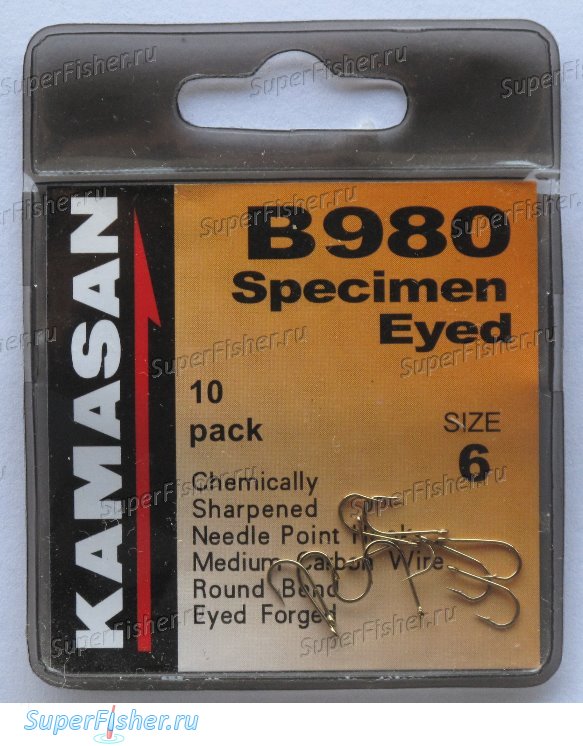 KAMASAN
B980
Specimen
Eyed
10
pack
SIZE
6
Chemically
Sharpened
Needle Point Hook
Medium Carbon Wire
Round Bend
Eyed Forged
SuperFisher.ru